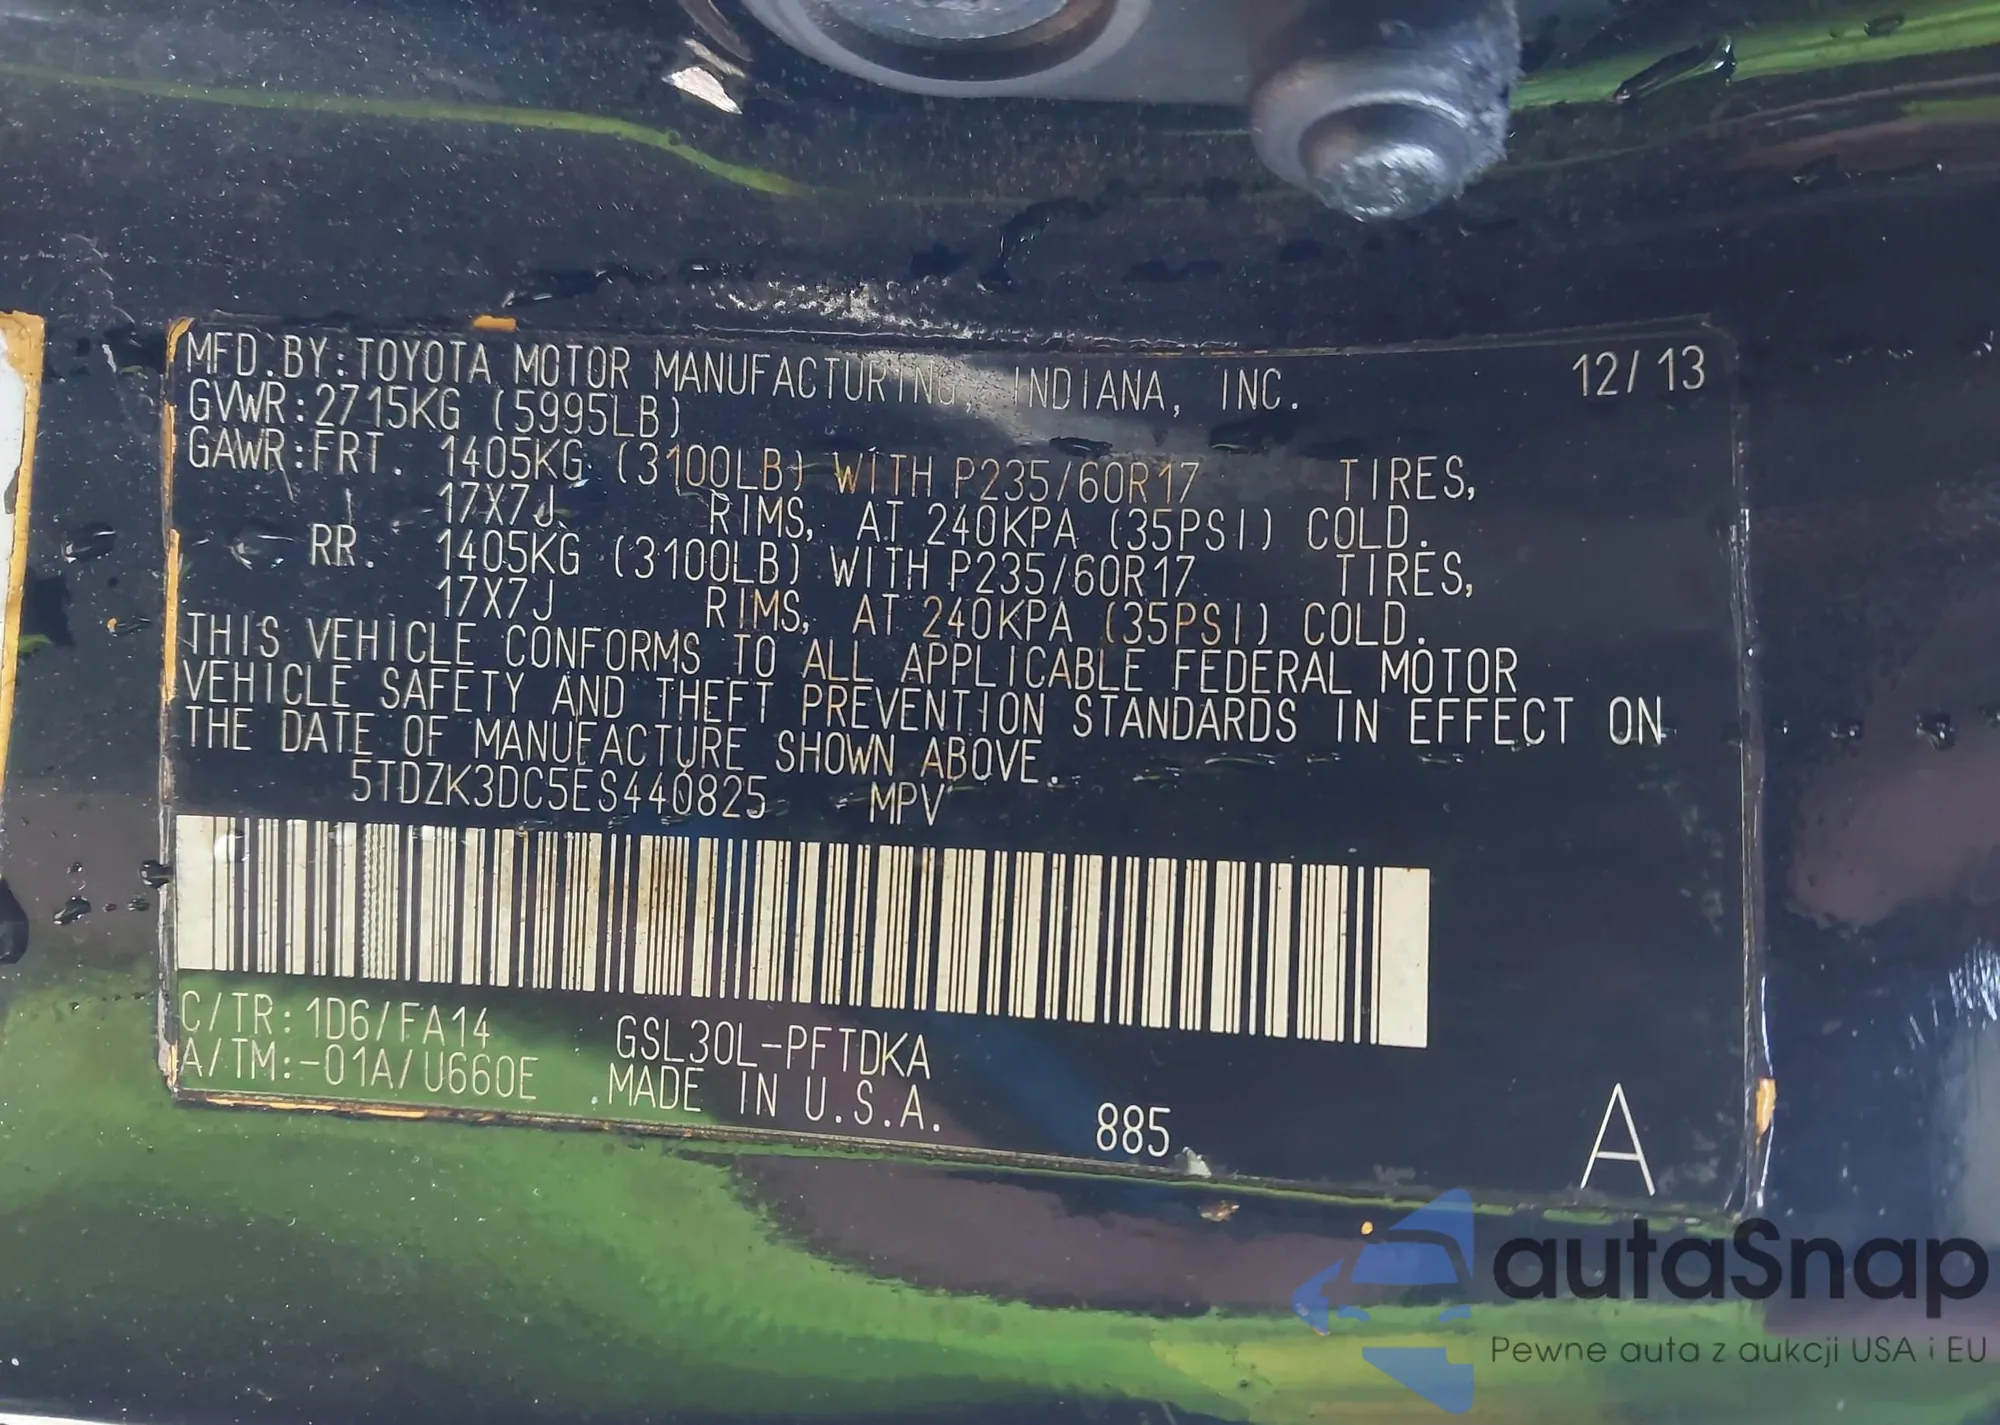 MFD.BY:TOYOTA MOTOR MANUFACTURING, INDIANA, INC. 12/13
GVWR:2715KG (5995LB)
GAWR:FRT. 1405KG (3100LB) WITH P235/60R17 TIRES,
17X7J RIMS, AT 240KPA (35PSI) COLD.
RR. 1405KG (3100LB) WITH P235/60R17 TIRES,
17X7J RIMS, AT 240KPA (35PSI) COLD.
THIS VEHICLE CONFORMS TO ALL APPLICABLE FEDERAL MOTOR
VEHICLE SAFETY AND THEFT PREVENTION STANDARDS IN EFFECT ON
THE DATE OF MANUFACTURE SHOWN ABOVE.
5TDZK3DC5ES440825 MPV
C/TR:1D6/FA14 GSL30L-PFTDKA
A/TM:-01A/U660E MADE IN U.S.A. 885 A
autaSnap
Pewne auta z aukcji USA i EU